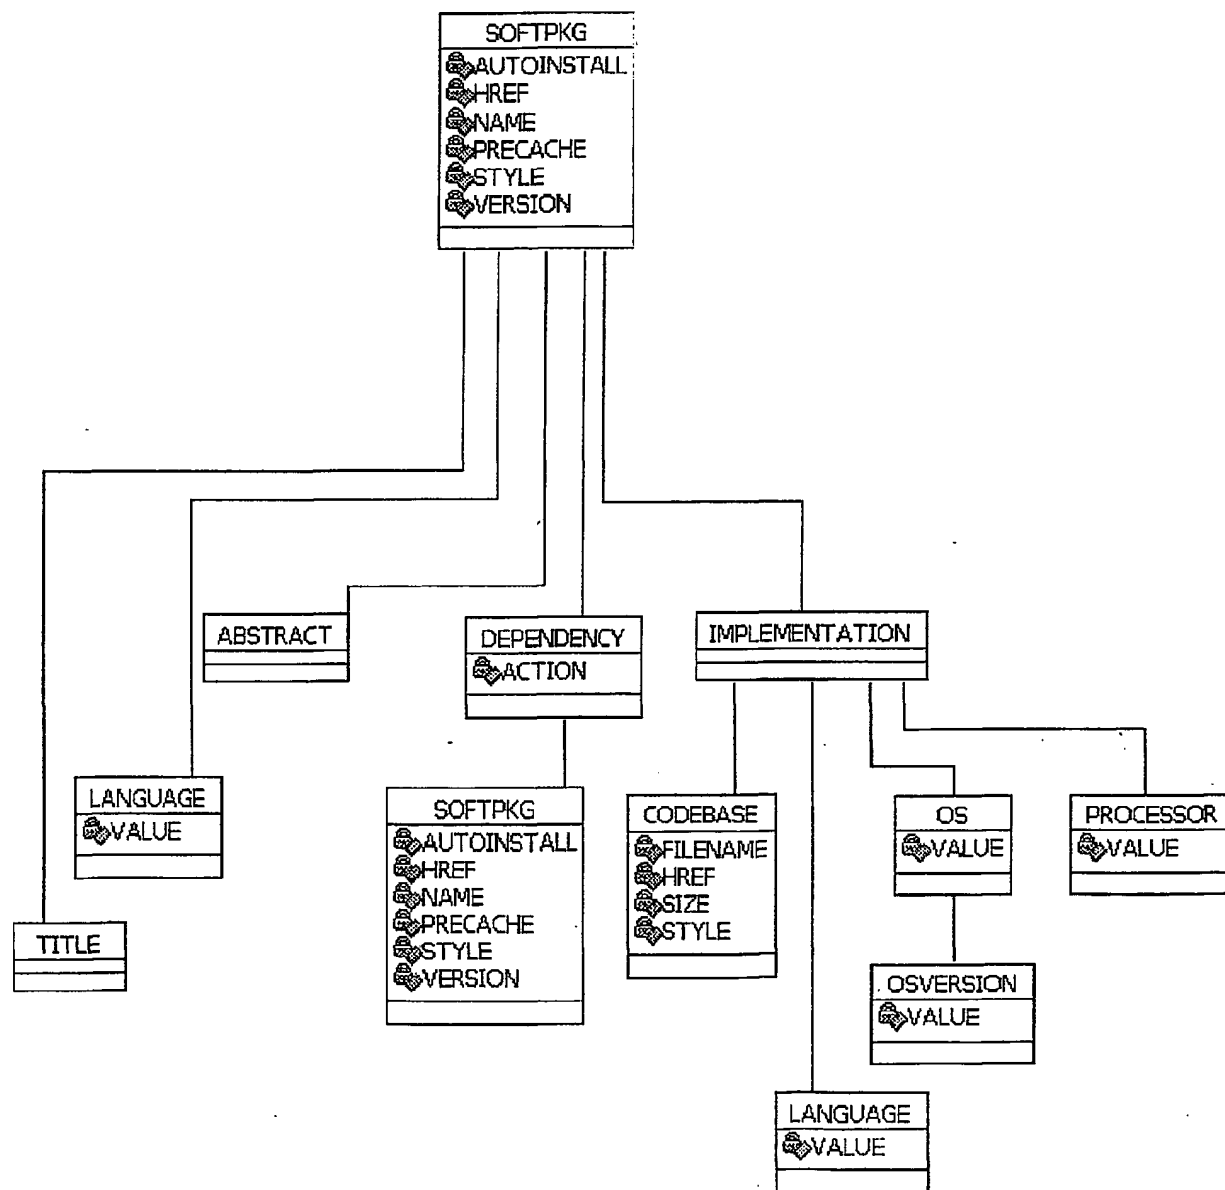 SOFTPKG
AUTOINSTALL
HREF
NAME
PRECACHE
STYLE
VERSION
ABSTRACT
DEPENDENCY
ACTION
IMPLEMENTATION
LANGUAGE
VALUE
TITLE
SOFTPKG
AUTOINSTALL
HREF
NAME
PRECACHE
STYLE
VERSION
CODEBASE
FILENAME
HREF
SIZE
STYLE
OS
VALUE
PROCESSOR
VALUE
OSVERSION
VALUE
LANGUAGE
VALUE